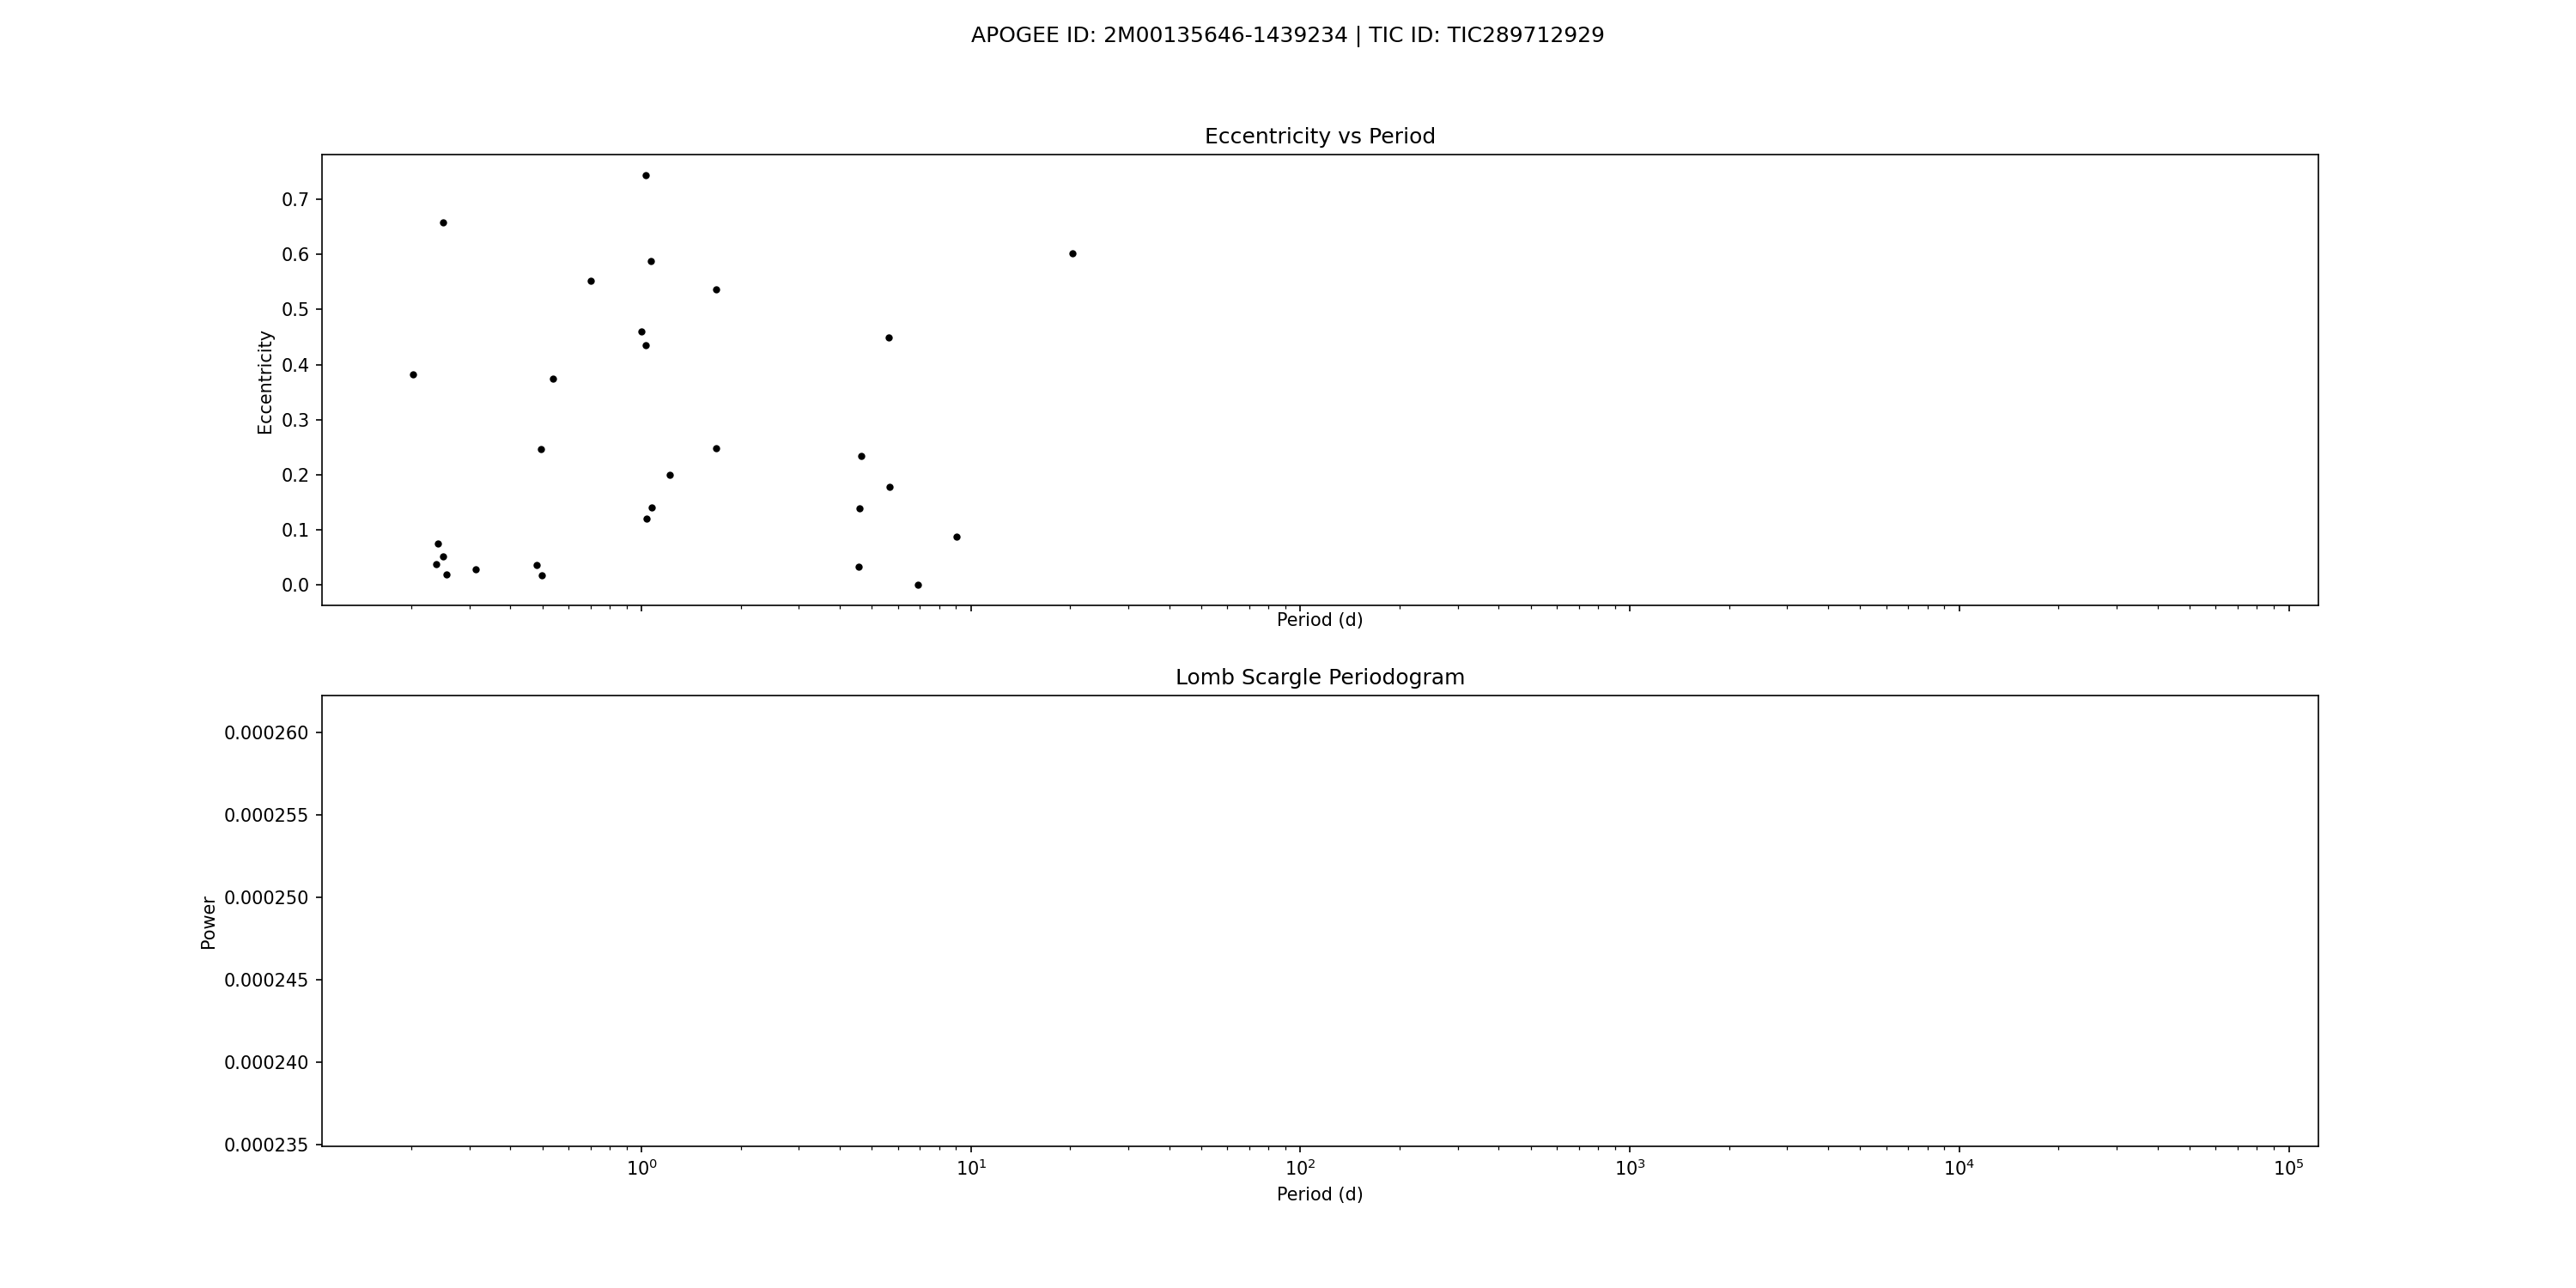 APOGEE ID: 2M00135646-1439234 | TIC ID: TIC289712929
Eccentricity vs Period
0.7
0.6
0.5
0.4
0.3
0.2
0.1
0.0
Eccentricity
Period (d)
Lomb Scargle Periodogram
0.000260
0.000255
0.000250
0.000245
0.000240
0.000235
Power
10⁰ 10¹ 10² 10³ 10⁴ 10⁵
Period (d)